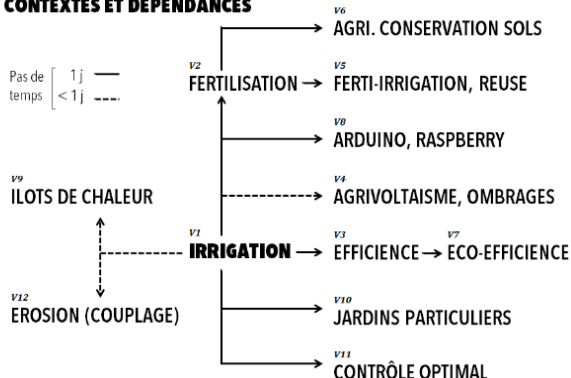 CONTEXTES ET DÉPENDANCES
V6
AGRI. CONSERVATION SOLS
Pas de temps
1 j
< 1 j
V2
FERTILISATION
V5
FERTI-IRRIGATION, REUSE
V8
ARDUINO, RASPBERRY
V9
ILOTS DE CHALEUR
V4
AGRIVOLTAISME, OMBRAGES
V1
IRRIGATION
V3
EFFICIENCE
V7
ECO-EFFICIENCE
V12
EROSION (COUPLAGE)
V10
JARDINS PARTICULIERS
V11
CONTRÔLE OPTIMAL